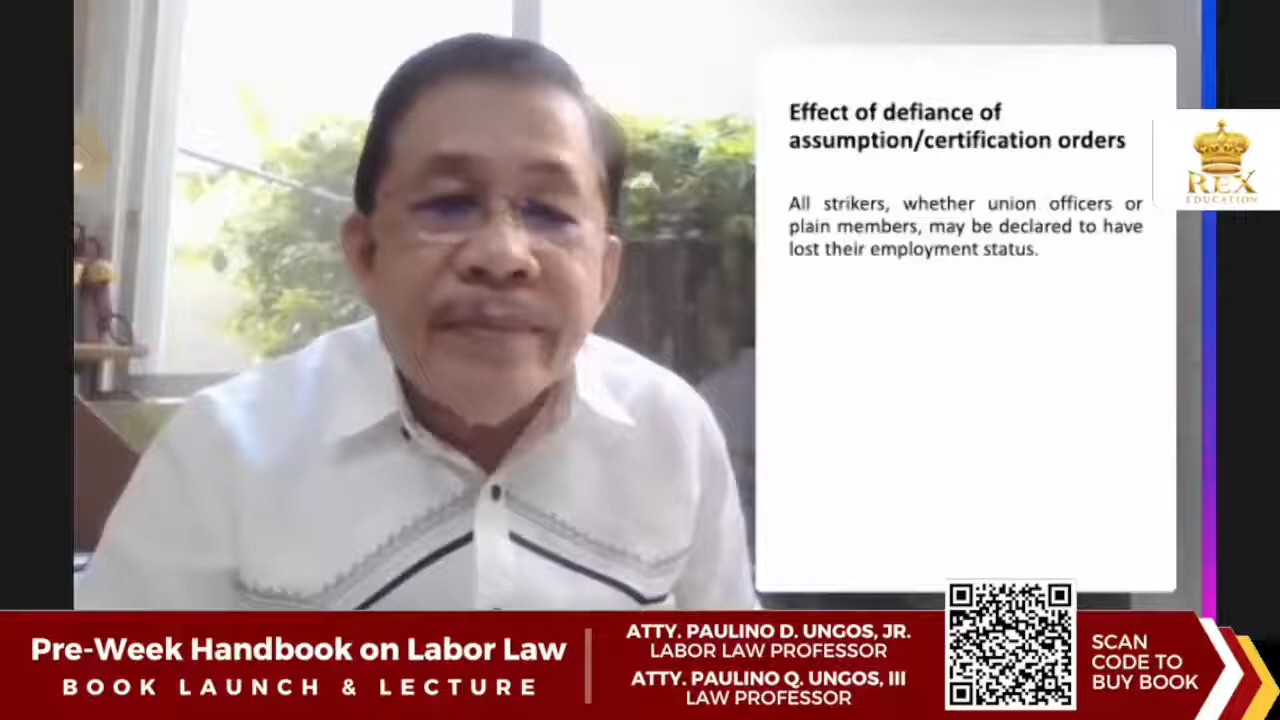 Effect of defiance of
assumption/certification orders
All strikers, whether union officers or
plain members, may be declared to have
lost their employment status.
REX
EDUCATION
Pre-Week Handbook on Labor Law
BOOK LAUNCH & LECTURE
ATTY. PAULINO D. UNGOS, JR.
LABOR LAW PROFESSOR
ATTY. PAULINO Q. UNGOS, III
LAW PROFESSOR
SCAN
CODE TO
BUY BOOK